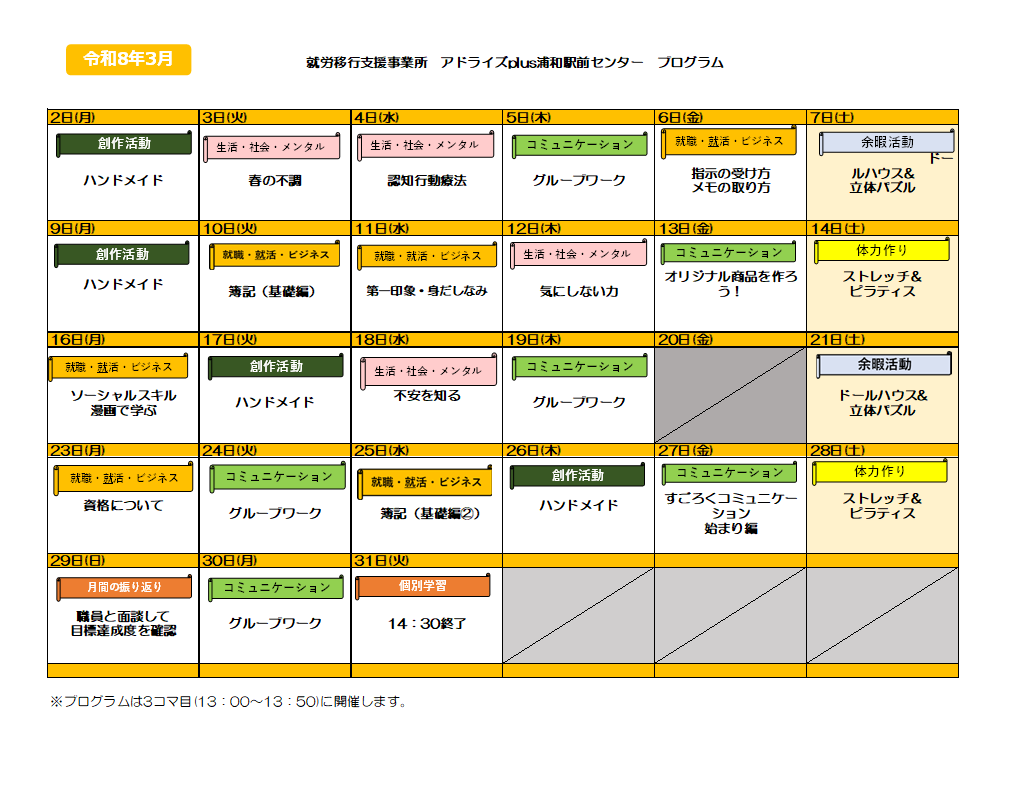 令和8年3月
就労移行支援事業所　アドライズplus浦和駅前センター　プログラム
2日(月)
3日(火)
4日(水)
5日(木)
6日(金)
7日(土)
創作活動
生活・社会・メンタル
生活・社会・メンタル
コミュニケーション
就職・就活・ビジネス
余暇活動
ハンドメイド
春の不調
認知行動療法
グループワーク
指示の受け方
メモの取り方
ドー
ルハウス&
立体パズル
9日(月)
10日(火)
11日(水)
12日(木)
13日(金)
14日(土)
創作活動
就職・就活・ビジネス
就職・就活・ビジネス
生活・社会・メンタル
コミュニケーション
体力作り
ハンドメイド
簿記（基礎編）
第一印象・身だしなみ
気にしない力
オリジナル商品を作ろ
う！
ストレッチ&
ピラティス
16日(月)
17日(火)
18日(水)
19日(木)
20日(金)
21日(土)
就職・就活・ビジネス
創作活動
生活・社会・メンタル
コミュニケーション
余暇活動
ソーシャルスキル
漫画で学ぶ
ハンドメイド
不安を知る
グループワーク
ドールハウス&
立体パズル
23日(月)
24日(火)
25日(水)
26日(木)
27日(金)
28日(土)
就職・就活・ビジネス
コミュニケーション
就職・就活・ビジネス
創作活動
コミュニケーション
体力作り
資格について
グループワーク
簿記（基礎編②）
ハンドメイド
すごろくコミュニケー
ション
始まり編
ストレッチ&
ピラティス
29日(日)
30日(月)
31日(火)
月間の振り返り
コミュニケーション
個別学習
職員と面談して
目標達成度を確認
グループワーク
14：30終了
※プログラムは3コマ目(13：00～13：50)に開催します。